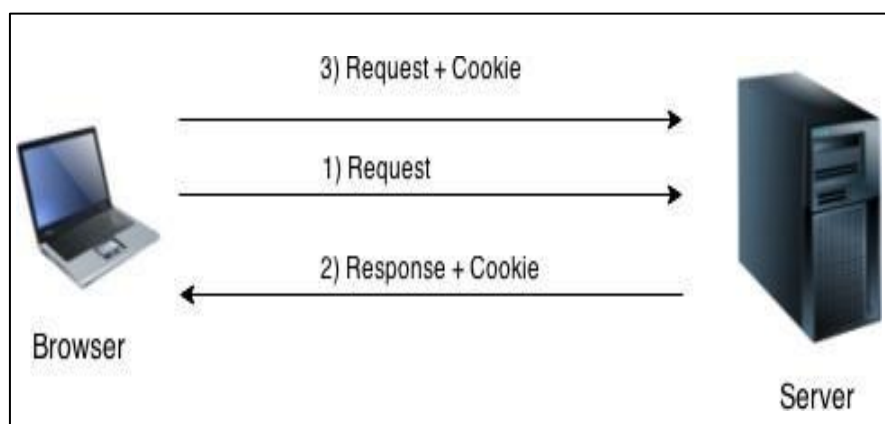 3) Request + Cookie
1) Request
2) Response + Cookie
Browser
Server